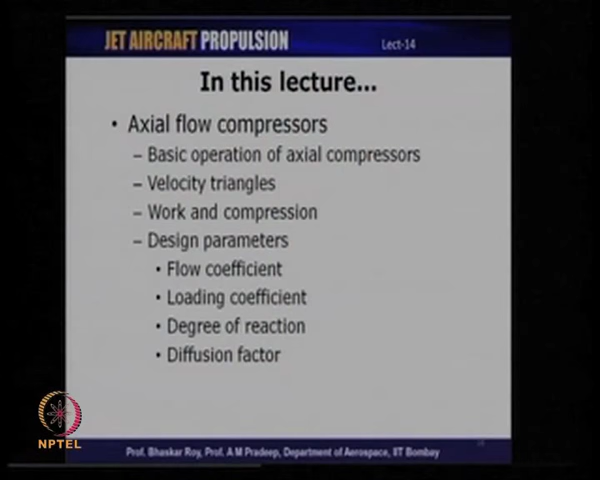 JET AIRCRAFT PROPULSION
Lect-14
In this lecture...
• Axial flow compressors
– Basic operation of axial compressors
– Velocity triangles
– Work and compression
– Design parameters
• Flow coefficient
• Loading coefficient
• Degree of reaction
• Diffusion factor
NPTEL
Prof. Bhaskar Roy, Prof. A M Pradeep, Department of Aerospace, IIT Bombay